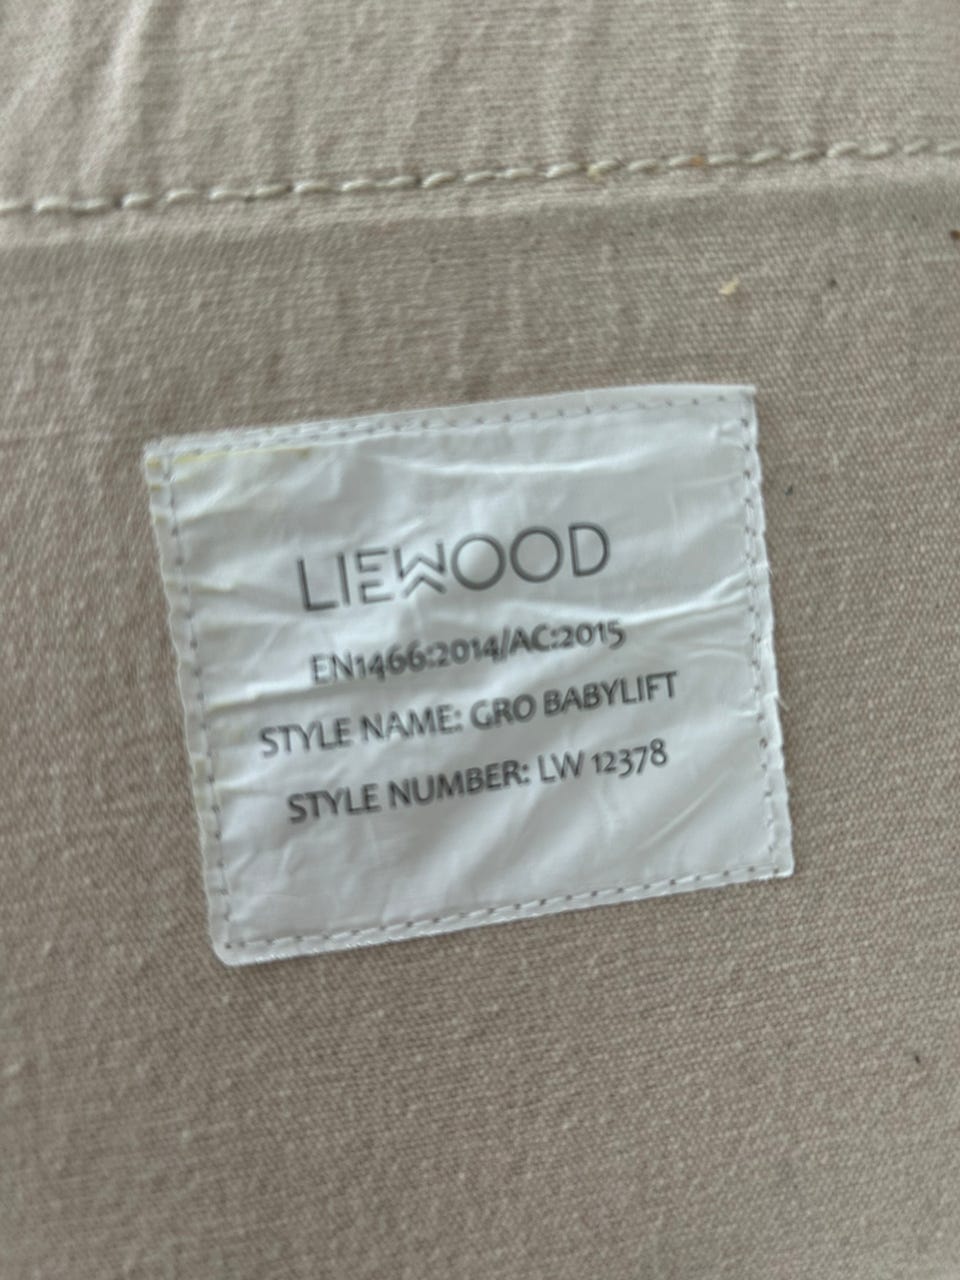 LIEWOOD
EN1466:2014/AC:2015
STYLE NAME: GRO BABYLIFT
STYLE NUMBER: LW 12378